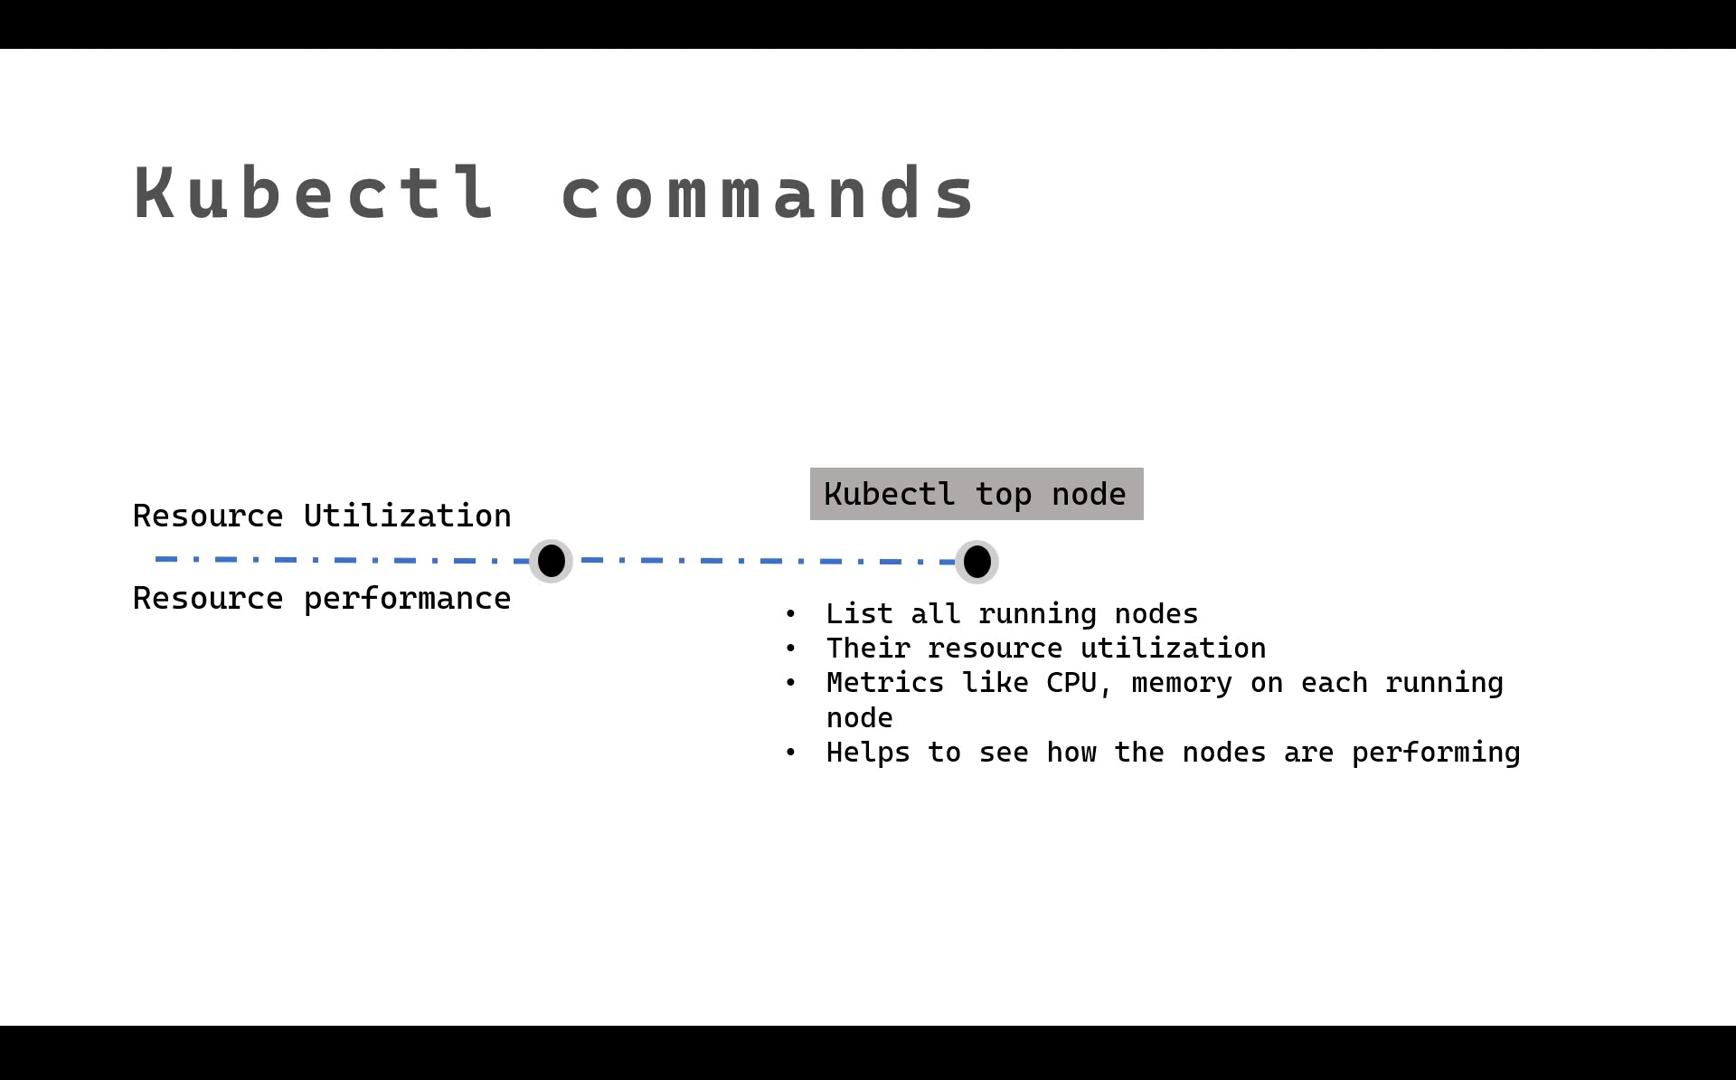 Kubectl commands
Resource Utilization
Resource performance
Kubectl top node
• List all running nodes
• Their resource utilization
• Metrics like CPU, memory on each running
node
• Helps to see how the nodes are performing